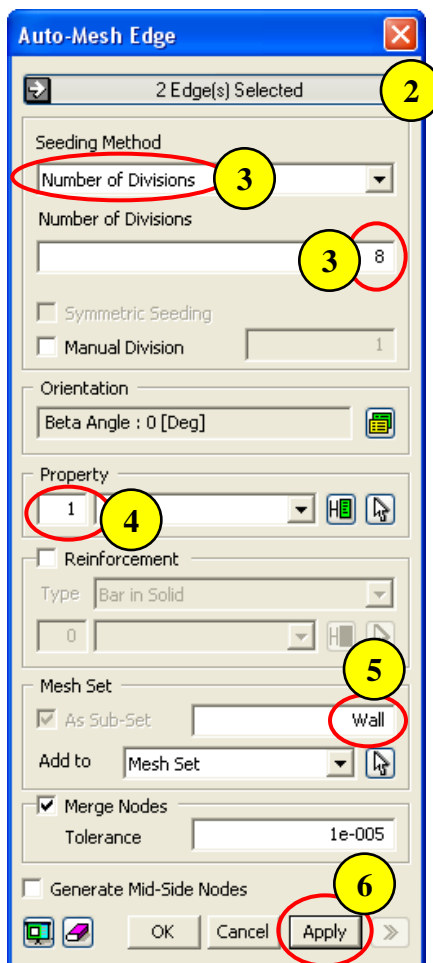 Auto-Mesh Edge
2 Edge(s) Selected
2
Seeding Method
Number of Divisions
3
Number of Divisions
3
8
Symmetric Seeding
Manual Division
1
Orientation
Beta Angle : 0 [Deg]
Property
1
4
Reinforcement
Type
Bar in Solid
0
5
Mesh Set
As Sub-Set
Wall
Add to
Mesh Set
Merge Nodes
Tolerance
1e-005
Generate Mid-Side Nodes
6
OK
Cancel
Apply